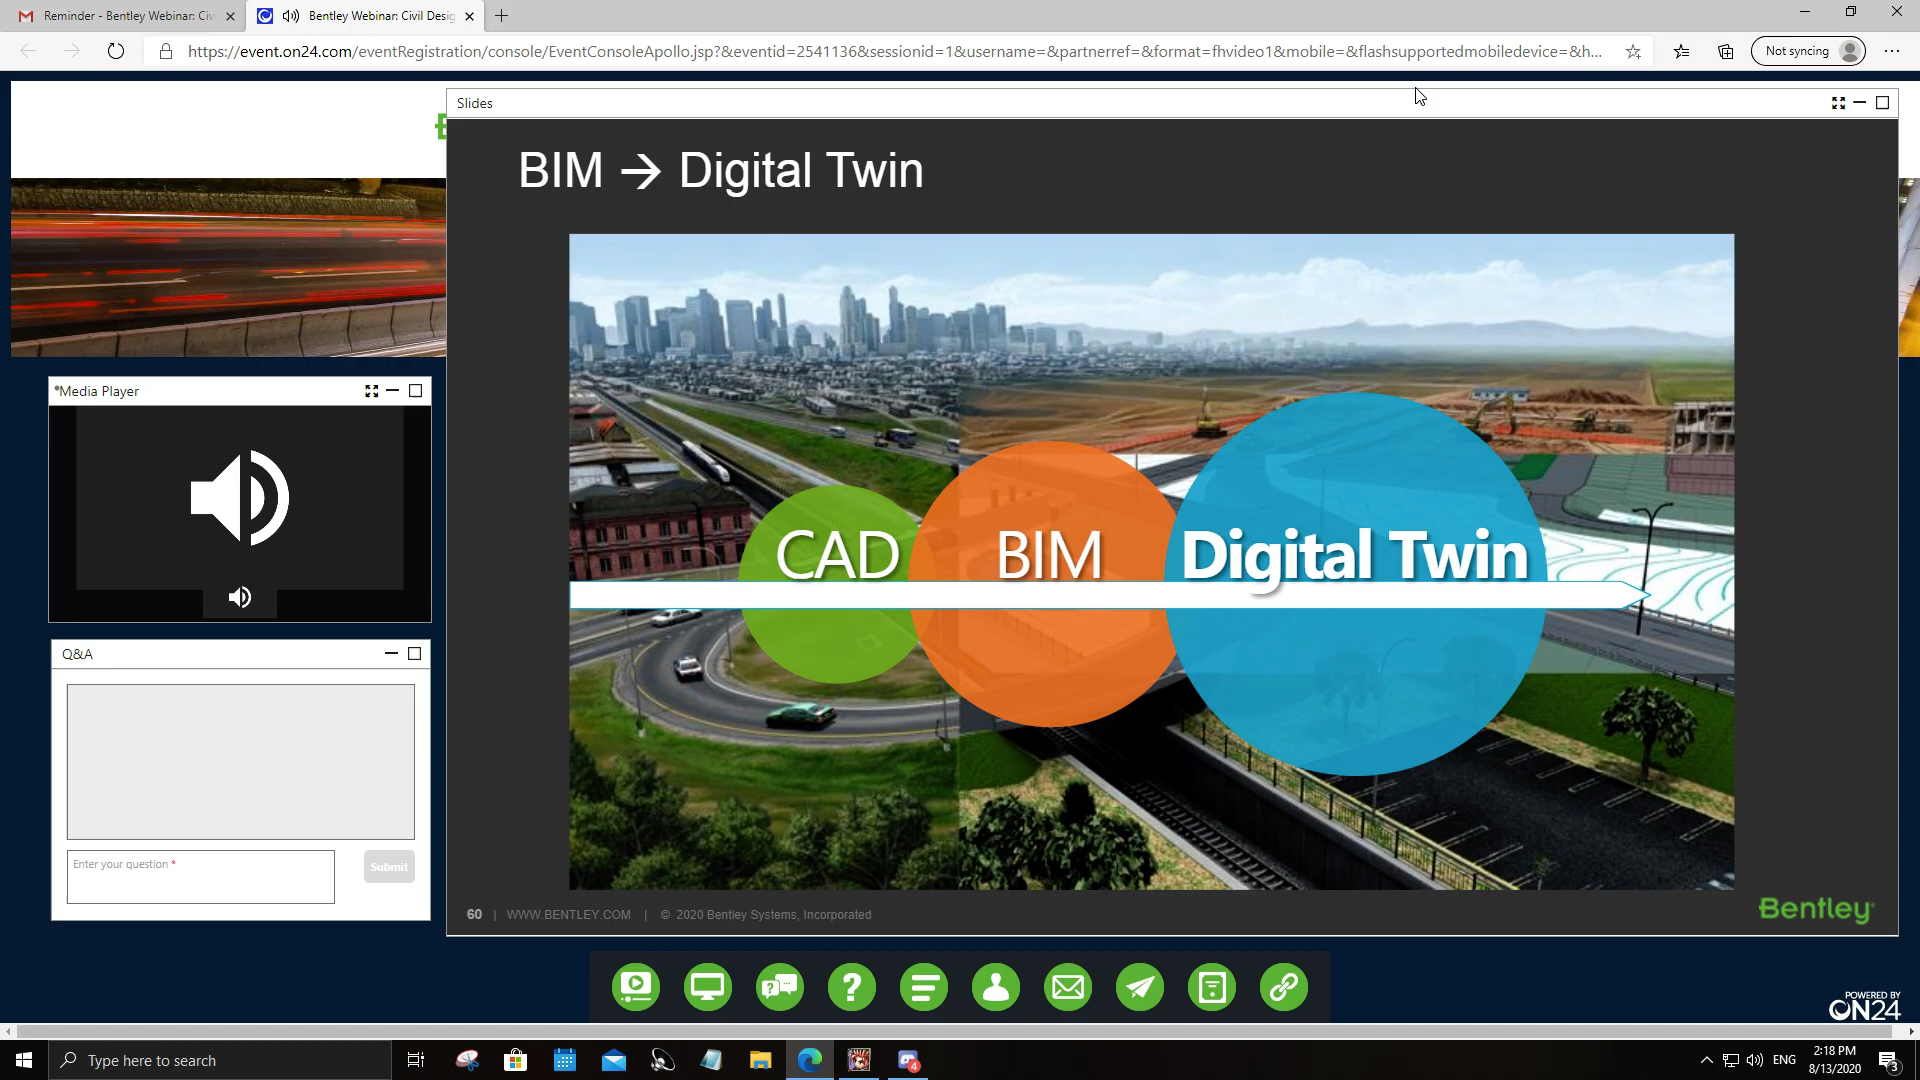 Reminder - Bentley Webinar: Civi
Bentley Webinar: Civil Desig
https://event.on24.com/eventRegistration/console/EventConsoleApollo.jsp?&eventid=2541136&sessionid=1&username=&partnerref=&format=fhvideo1&mobile=&flashsupportedmobiledevice=&h...
Not syncing
Slides
BIM → Digital Twin
CAD
BIM
Digital Twin
60 | WWW.BENTLEY.COM | © 2020 Bentley Systems, Incorporated
Bentley
*Media Player
Q&A
Enter your question *
Submit
POWERED BY
ON24
Type here to search
4
ENG
2:18 PM
8/13/2020
3